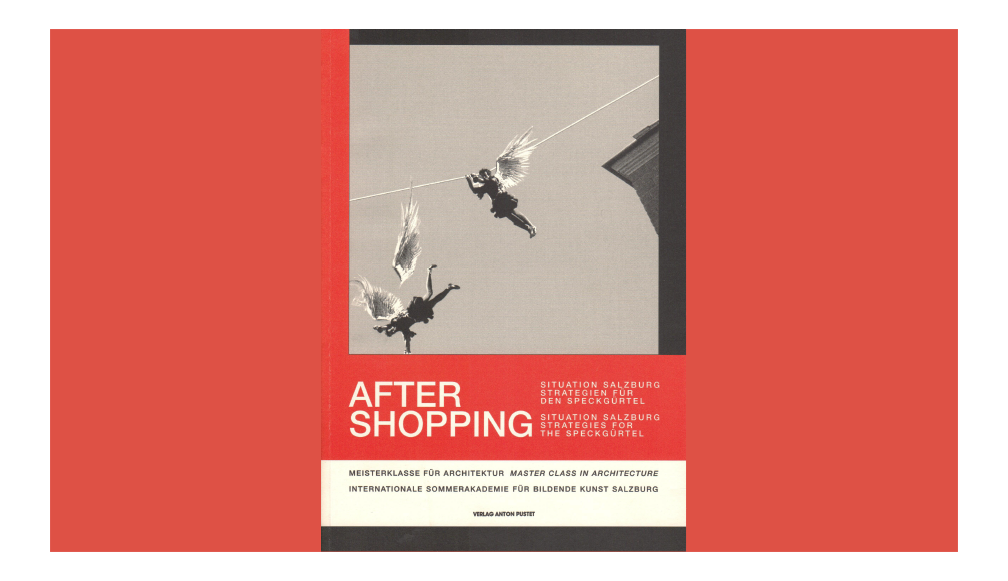 AFTER
SHOPPING
SITUATION SALZBURG
STRATEGIEN FÜR
DEN SPECKGÜRTEL
SITUATION SALZBURG
STRATEGIES FOR
THE SPECKGÜRTEL
MEISTERKLASSE FÜR ARCHITEKTUR MASTER CLASS IN ARCHITECTURE
INTERNATIONALE SOMMERAKADEMIE FÜR BILDENDE KUNST SALZBURG
VERLAG ANTON PUSTET